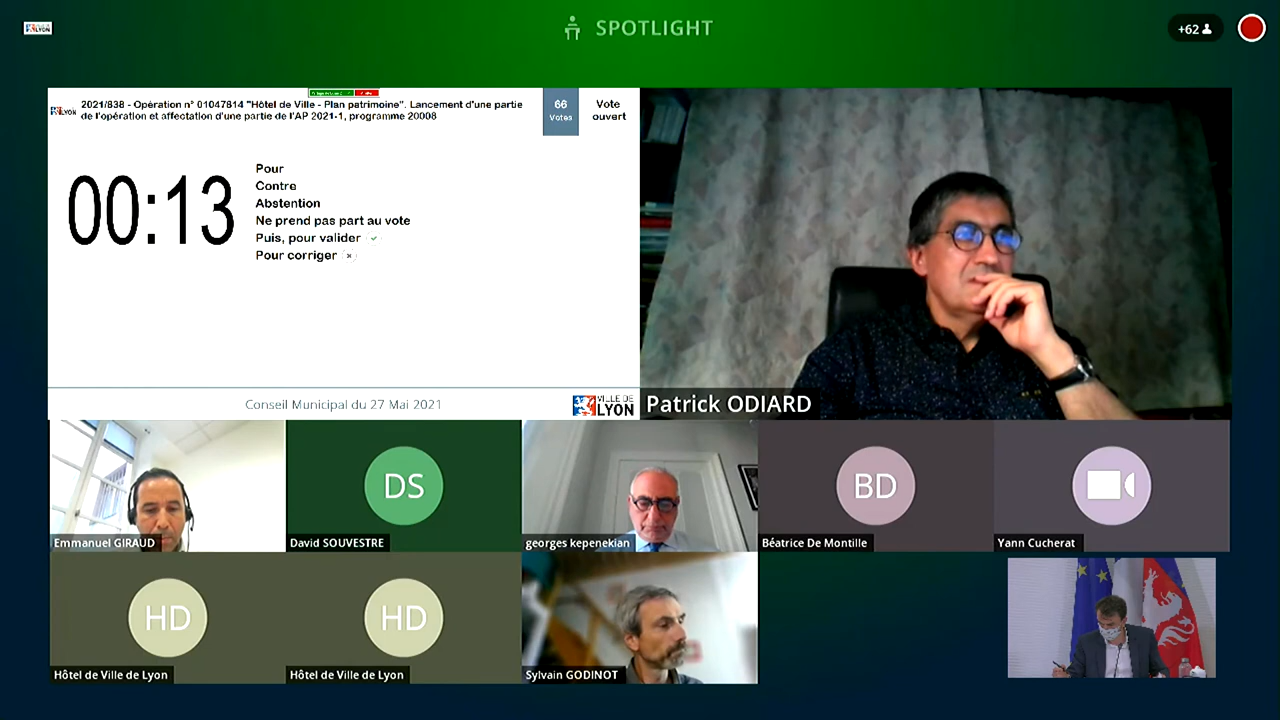 SPOTLIGHT
+62
LYON
2021/838 - Opération n° 01047814 "Hôtel de Ville - Plan patrimoine". Lancement d'une partie
de l'opération et affectation d'une partie de l'AP 2021-1, programme 20008
66
Votes
Vote
ouvert
00:13
Pour
Contre
Abstention
Ne prend pas part au vote
Puis, pour valider
Pour corriger
Conseil Municipal du 27 Mai 2021
VILLE DE
LYON
Patrick ODIARD
DS
BD
Emmanuel GIRAUD
David SOUVESTRE
georges kepenekian
Béatrice De Montille
Yann Cucherat
HD
HD
Hôtel de Ville de Lyon
Hôtel de Ville de Lyon
Sylvain GODINOT